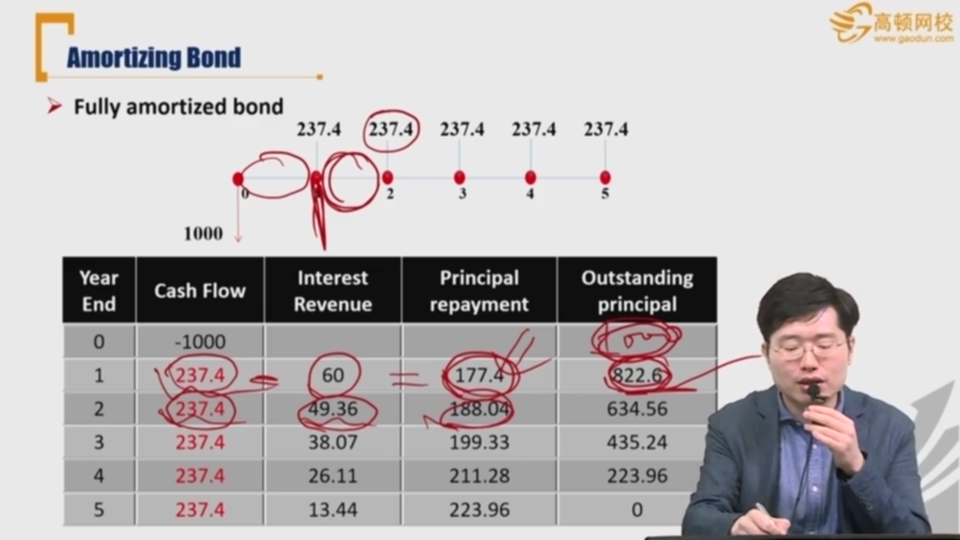 高顿网校
www.gaodun.com
Amortizing Bond
➤ Fully amortized bond
237.4 237.4 237.4 237.4 237.4
0 2 3 4 5
1000
Year End Cash Flow Interest Revenue Principal repayment Outstanding principal
0 -1000
1 237.4 60 177.4 822.6
2 237.4 49.36 188.04 634.56
3 237.4 38.07 199.33 435.24
4 237.4 26.11 211.28 223.96
5 237.4 13.44 223.96 0